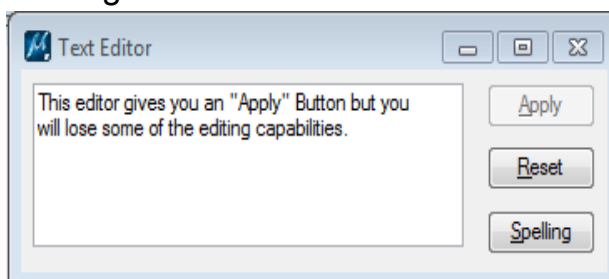 Text Editor
This editor gives you an "Apply" Button but you
will lose some of the editing capabilities.
Apply
Reset
Spelling